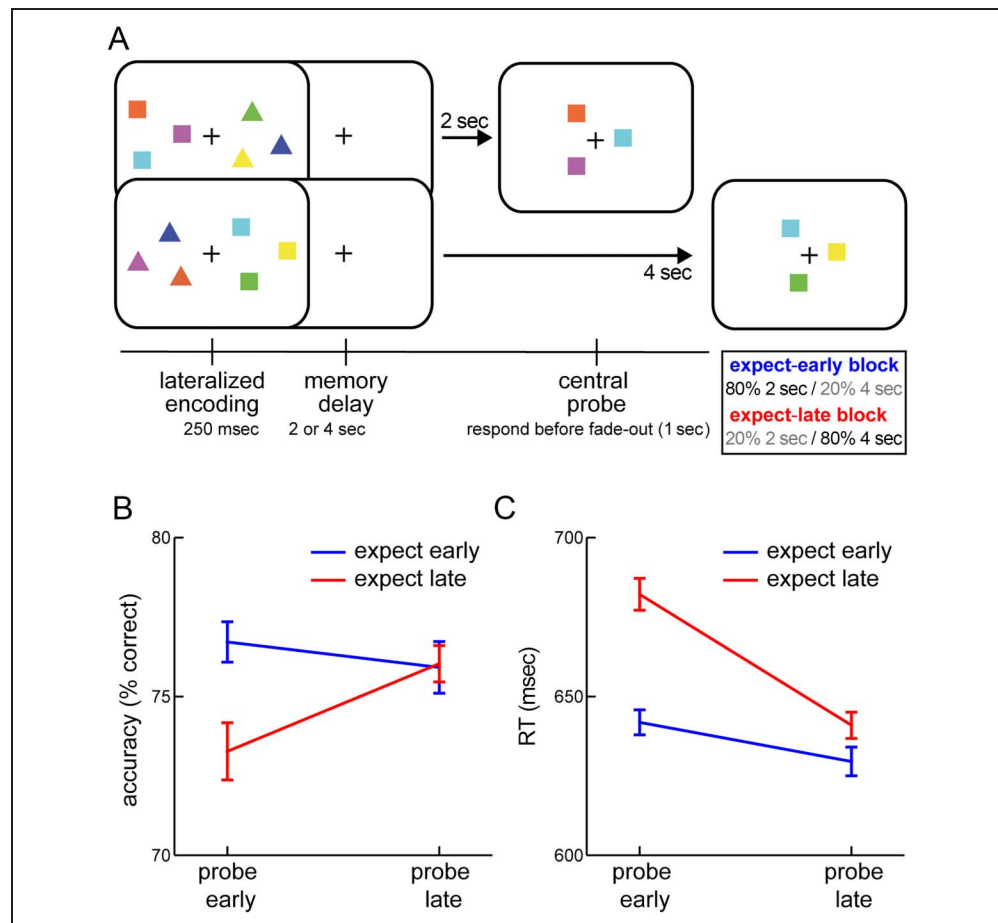 A
2 sec
4 sec
lateralized
encoding
250 msec
memory
delay
2 or 4 sec
central
probe
respond before fade-out (1 sec)
expect-early block
80% 2 sec / 20% 4 sec
expect-late block
20% 2 sec / 80% 4 sec
B
80
75
70
accuracy (% correct)
expect early
expect late
probe
early
probe
late
C
700
650
600
RT (msec)
expect early
expect late
probe
early
probe
late